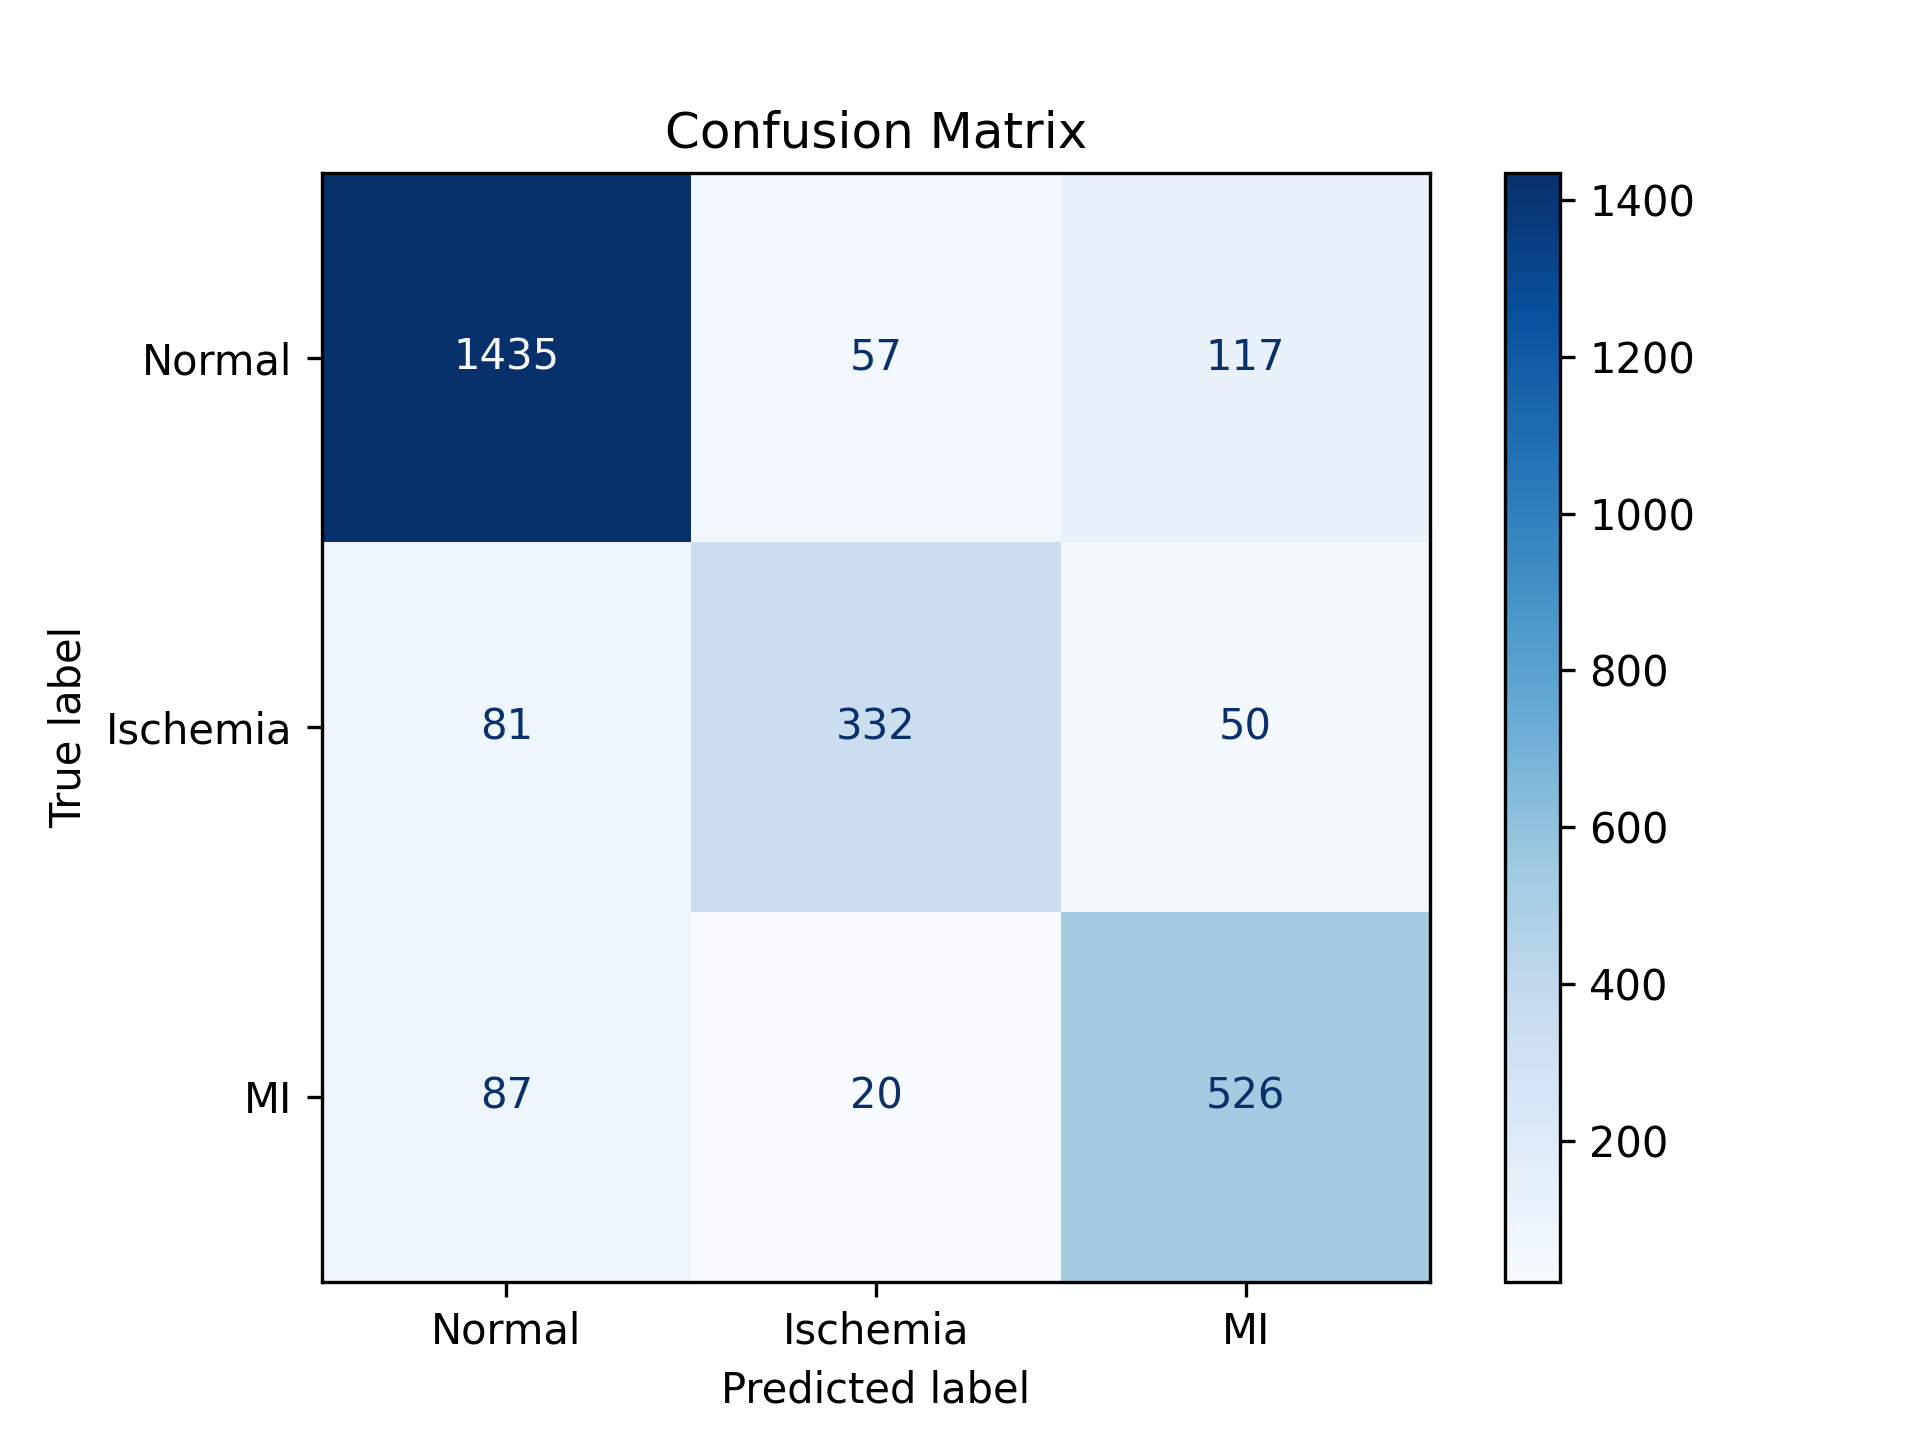 Confusion Matrix
Normal
1435
57
117
Ischemia
81
332
50
MI
87
20
526
Normal
Ischemia
MI
Predicted label
True label
1400
1200
1000
800
600
400
200